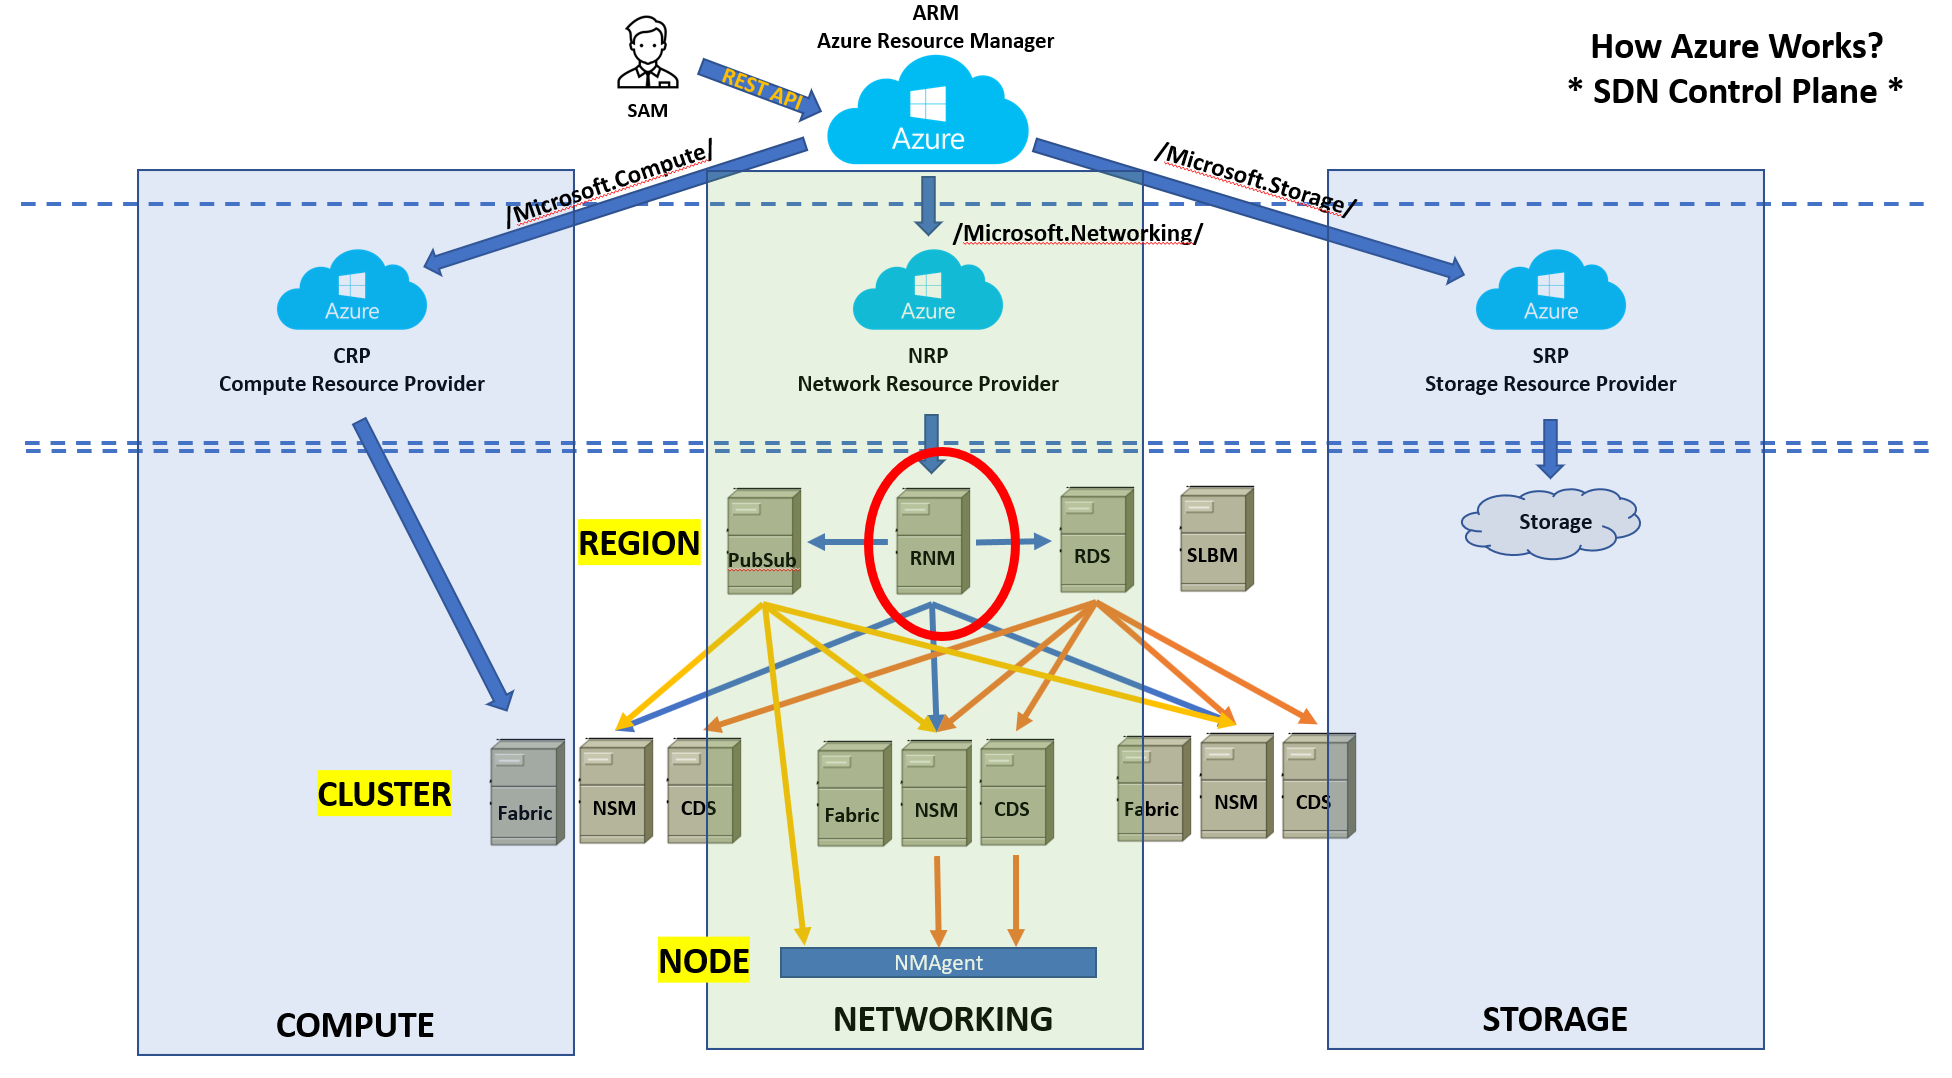 ARM
Azure Resource Manager
How Azure Works?
* SDN Control Plane *
SAM
REST API
Azure
/Microsoft.Compute/
/Microsoft.Networking/
/Microsoft.Storage/
Azure
Azure
Azure
CRP
Compute Resource Provider
NRP
Network Resource Provider
SRP
Storage Resource Provider
REGION
PubSub
RNM
RDS
SLBM
Storage
CLUSTER
Fabric
NSM
CDS
Fabric
NSM
CDS
Fabric
NSM
CDS
NODE
NMAgent
COMPUTE
NETWORKING
STORAGE